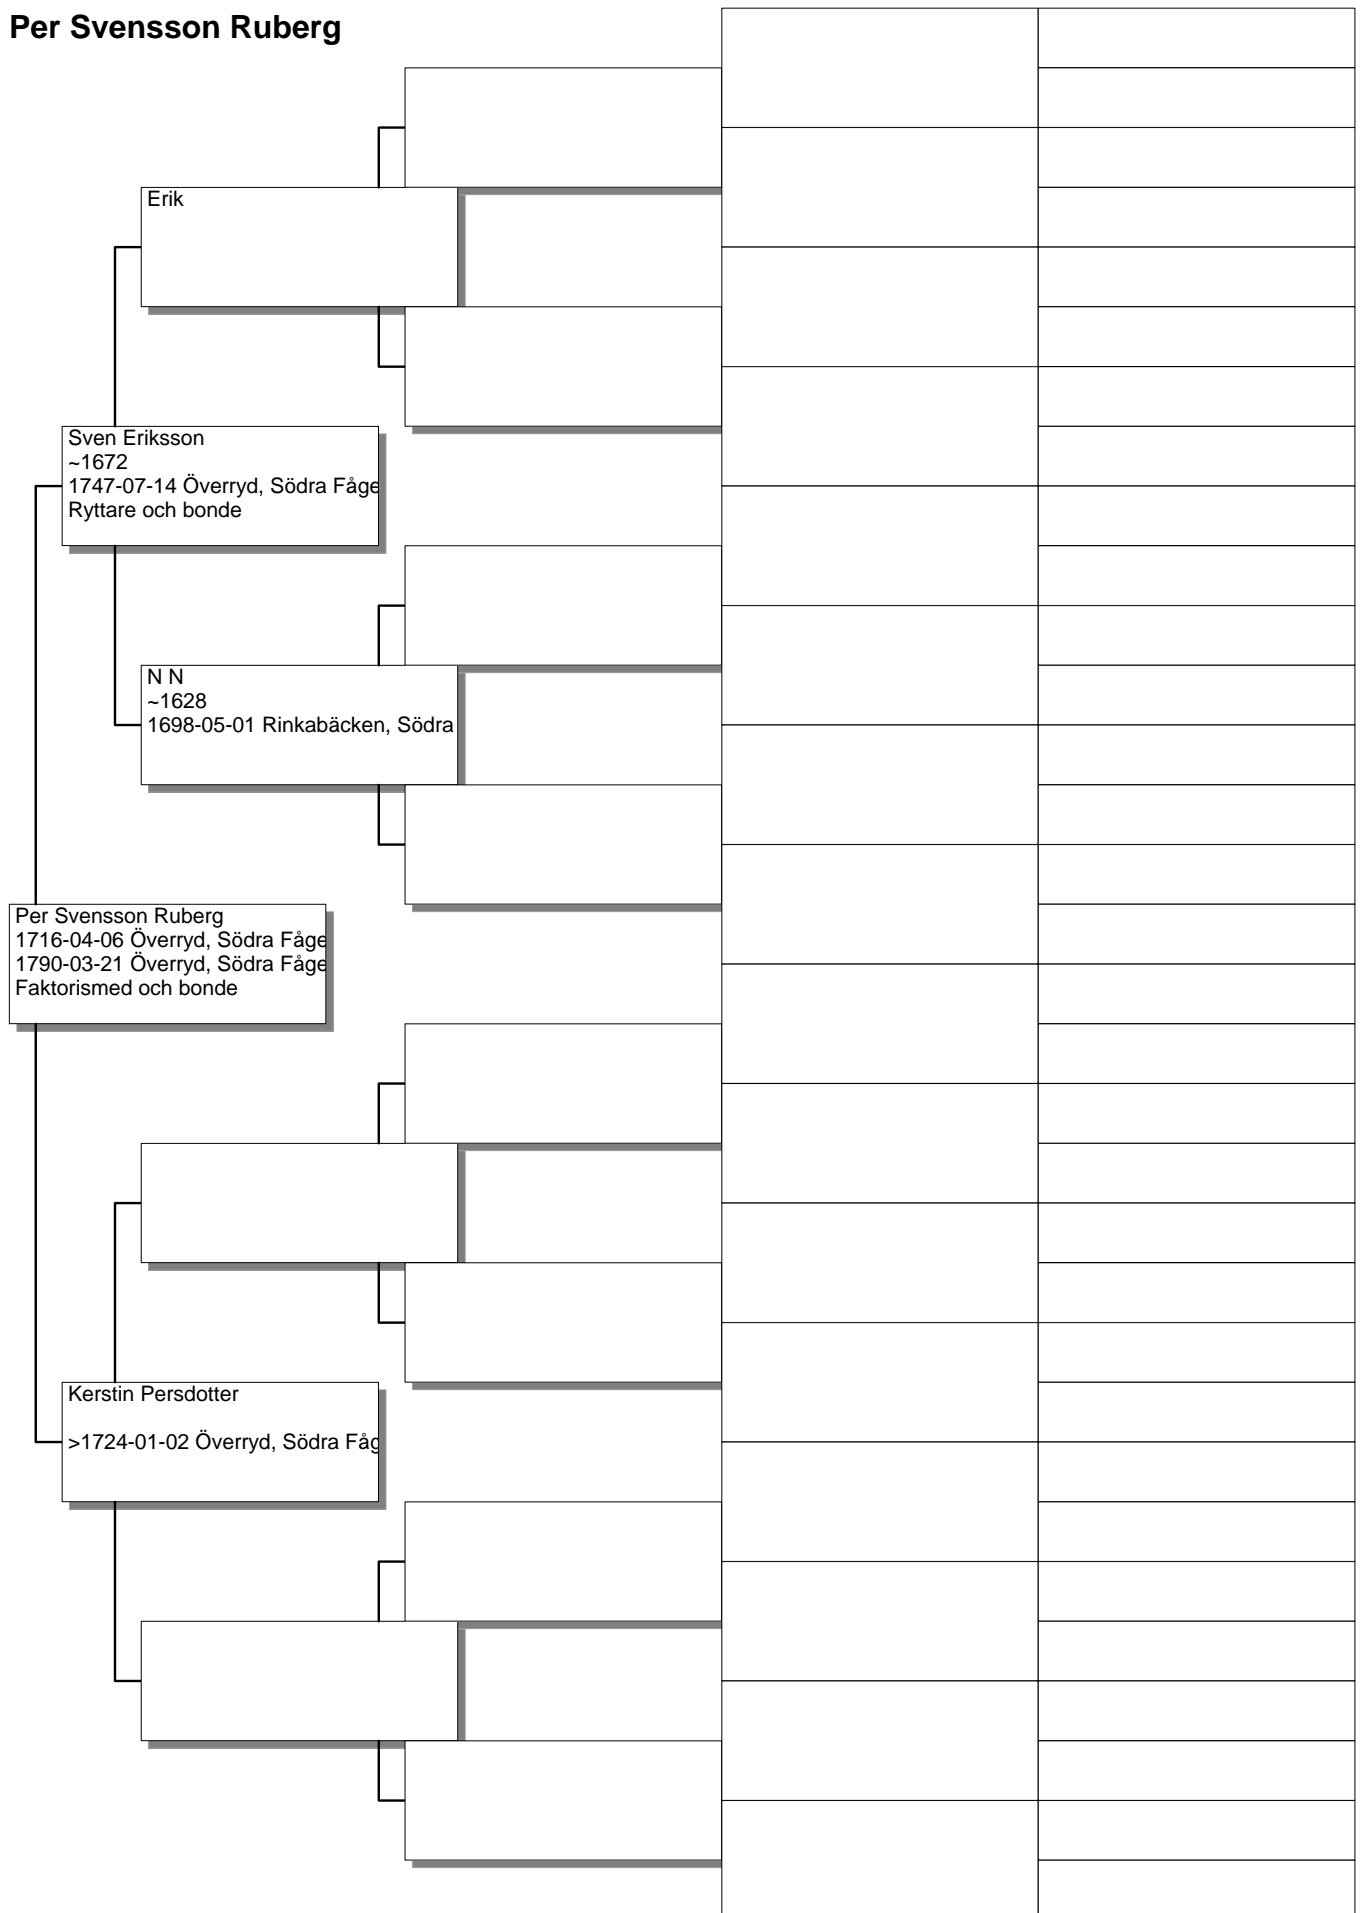 Per Svensson Ruberg
Erik
Sven Eriksson
~1672
1747-07-14 Överryd, Södra Fåge
Ryttare och bonde
N N
~1628
1698-05-01 Rinkabäcken, Södra
Per Svensson Ruberg
1716-04-06 Överryd, Södra Fåge
1790-03-21 Överryd, Södra Fåge
Faktorismed och bonde
Kerstin Persdotter
>1724-01-02 Överryd, Södra Fåg